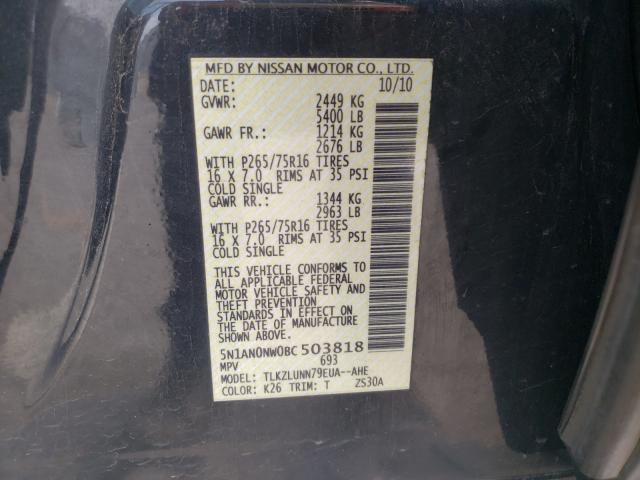 MFD BY NISSAN MOTOR CO., LTD.
DATE: 10/10
GVWR: 2449 KG
5400 LB
GAWR FR.: 1214 KG
2676 LB
WITH P265/75R16 TIRES
16 X 7.0 RIMS AT 35 PSI
COLD SINGLE
GAWR RR.: 1344 KG
2963 LB
WITH P265/75R16 TIRES
16 X 7.0 RIMS AT 35 PSI
COLD SINGLE
THIS VEHICLE CONFORMS TO
ALL APPLICABLE FEDERAL
MOTOR VEHICLE SAFETY AND
THEFT PREVENTION
STANDARDS IN EFFECT ON
THE DATE OF MANUFACTURE
SHOWN ABOVE.
5N1AN0NW0BC 503818
MPV 693
MODEL: TLKZLUNN79EUA--AHE
COLOR: K26 TRIM: T ZS30A